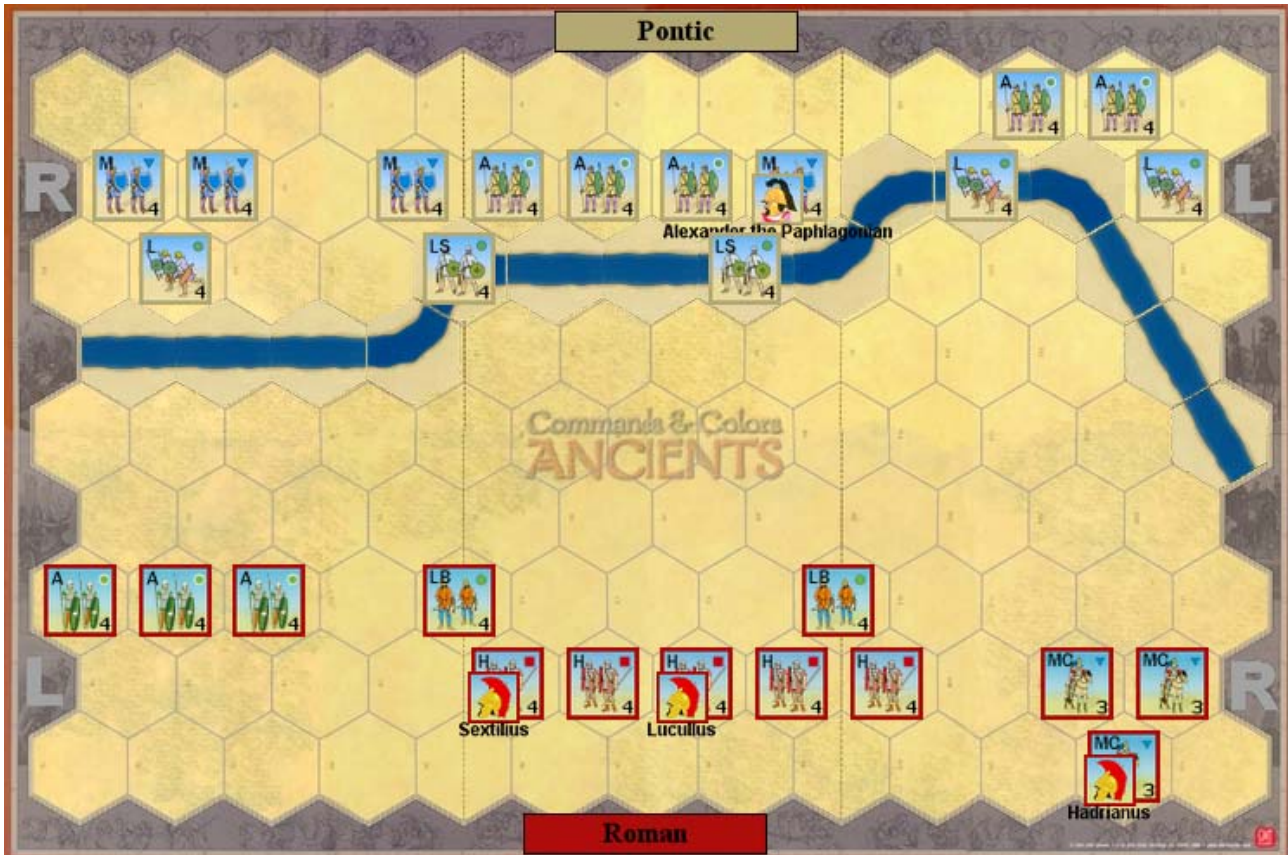 Pontic
A A
4 4
R M M M A A A M L L L
4 4 4 4 4 4 4 4 4
Alexander the Paphlagonian
L LS LS
4 4 4
Commands & Colors
ANCIENTS
A A A LB LB
4 4 4 4 4
L H H H H H MC MC R
4 4 4 4 4 3 3
Sextilius Lucullus
MC
3
Hadrianus
Roman